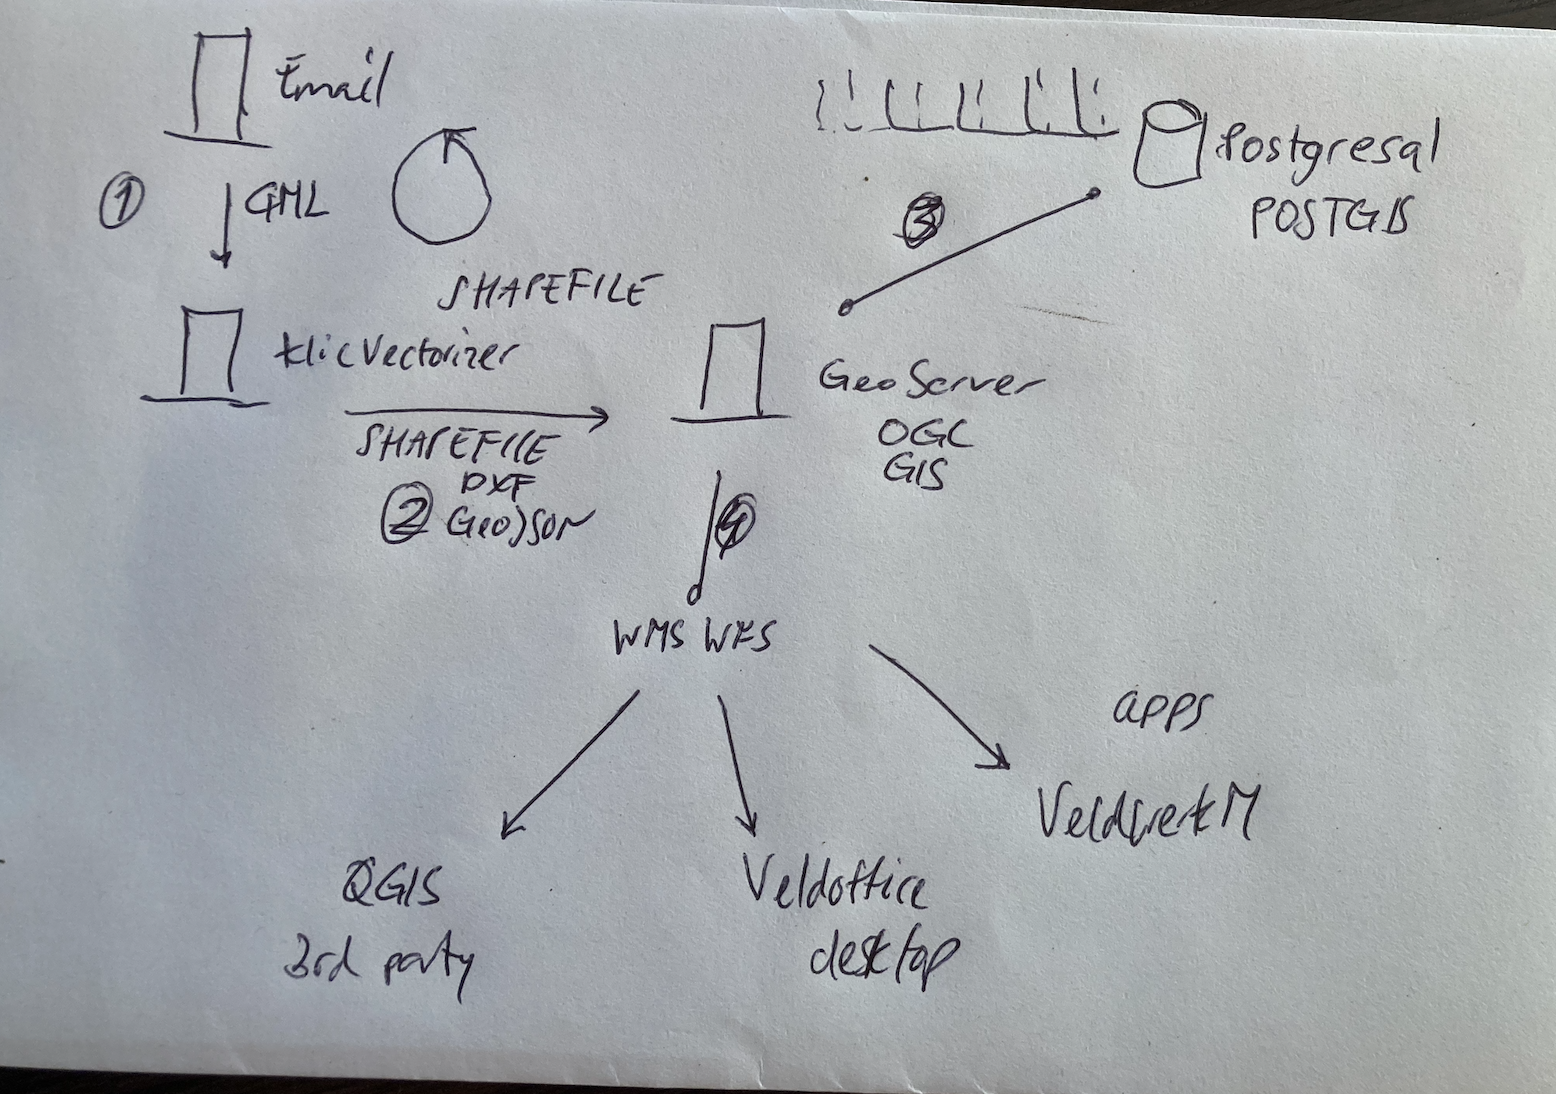 Email
① GML
SHAPEFILE
KlicVectorizer
SHAPEFILE
DXF
② GeoJSON
Postgresql
POSTGIS
③
GeoServer
OGC
GIS
④
WMS WFS
QGIS
3rd party
Veldoffice
desktop
apps
VeldwerkM